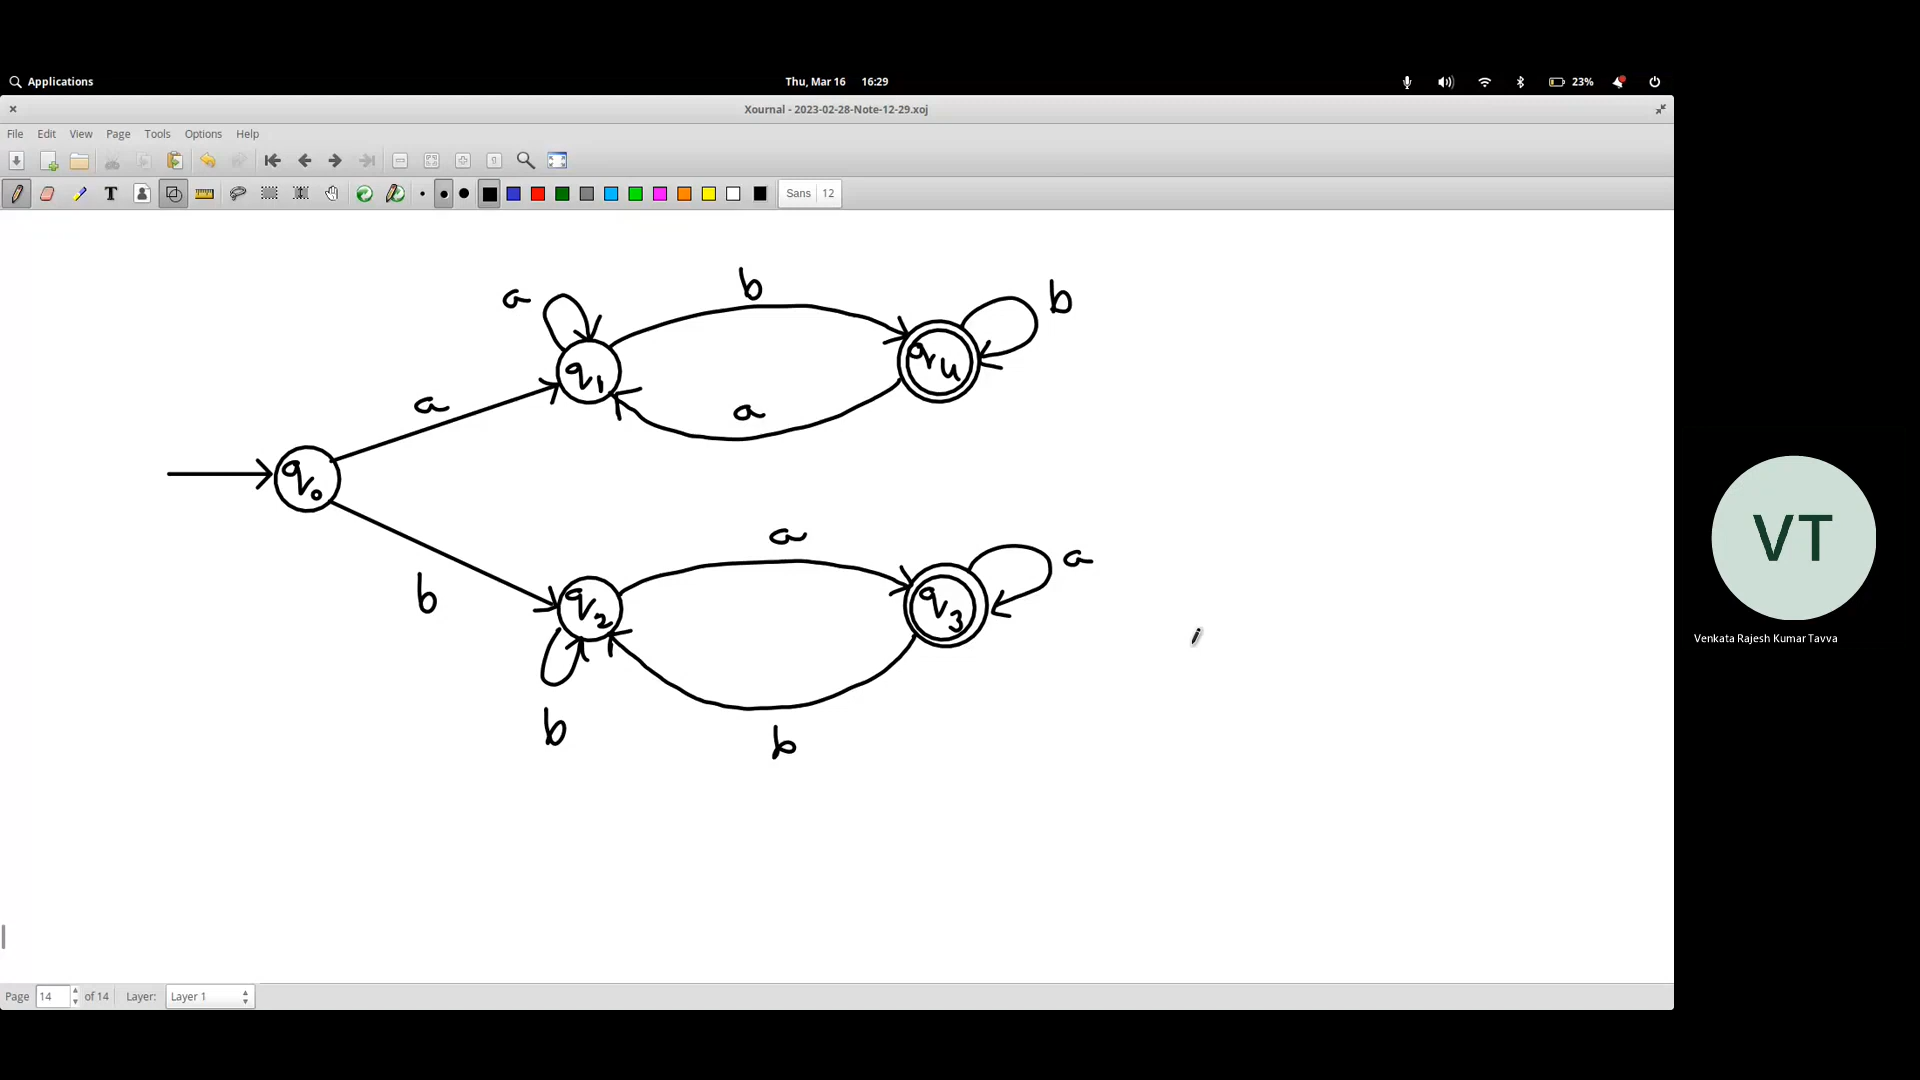 Applications
Thu, Mar 16 16:29
23%
Xournal - 2023-02-28-Note-12-29.xoj
File Edit View Page Tools Options Help
T
Sans 12
a
b
b
q1
q4
a
a
q0
b
a
a
q2
q3
b
b
VT
Venkata Rajesh Kumar Tavva
Page 14 of 14 Layer: Layer 1